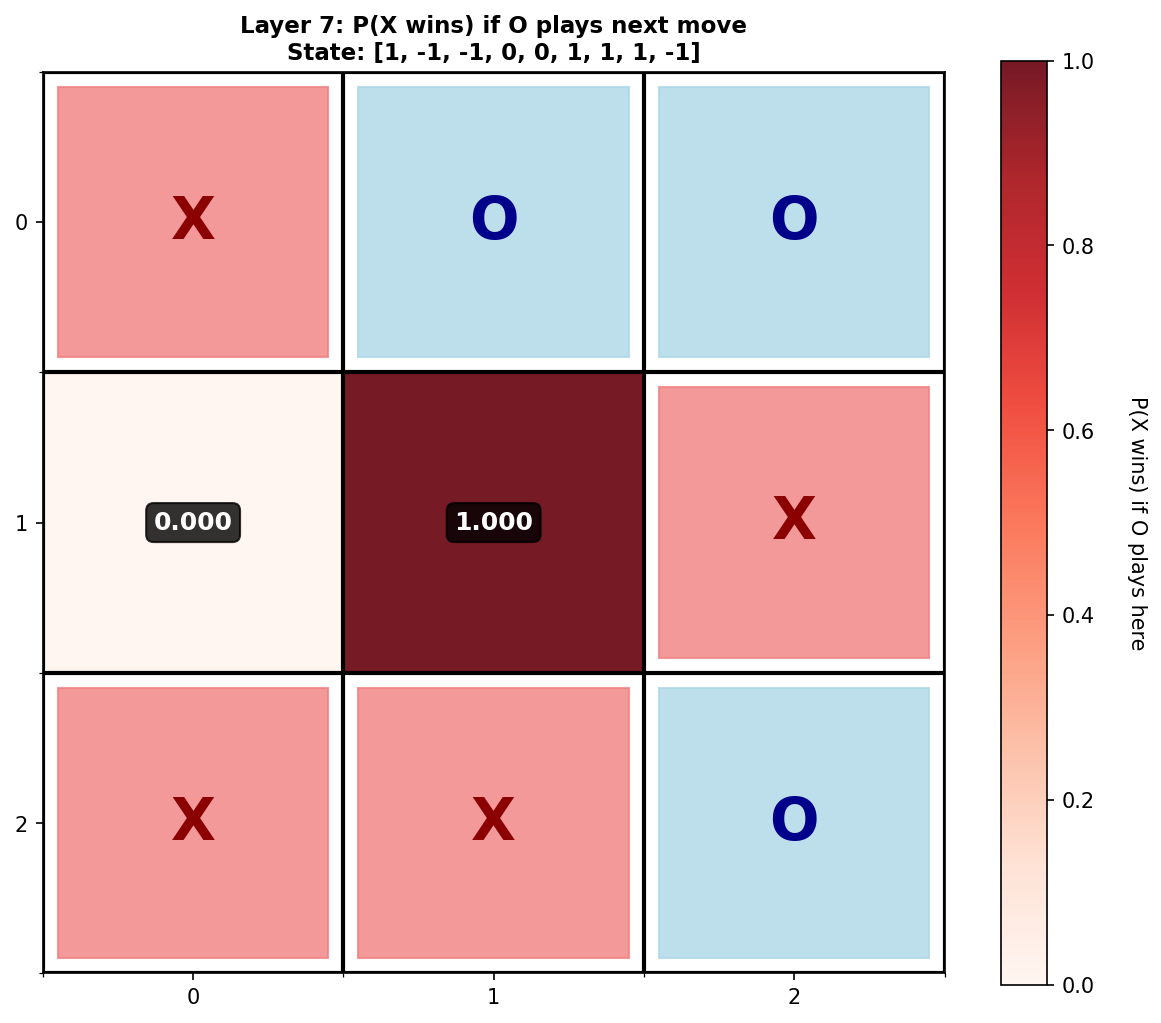 Layer 7: P(X wins) if O plays next move
State: [1, -1, -1, 0, 0, 1, 1, 1, -1]
X
O
O
0
0.000
1.000
X
1
X
X
O
2
0
1
2
1.0
0.8
0.6
0.4
0.2
0.0
P(X wins) if O plays here